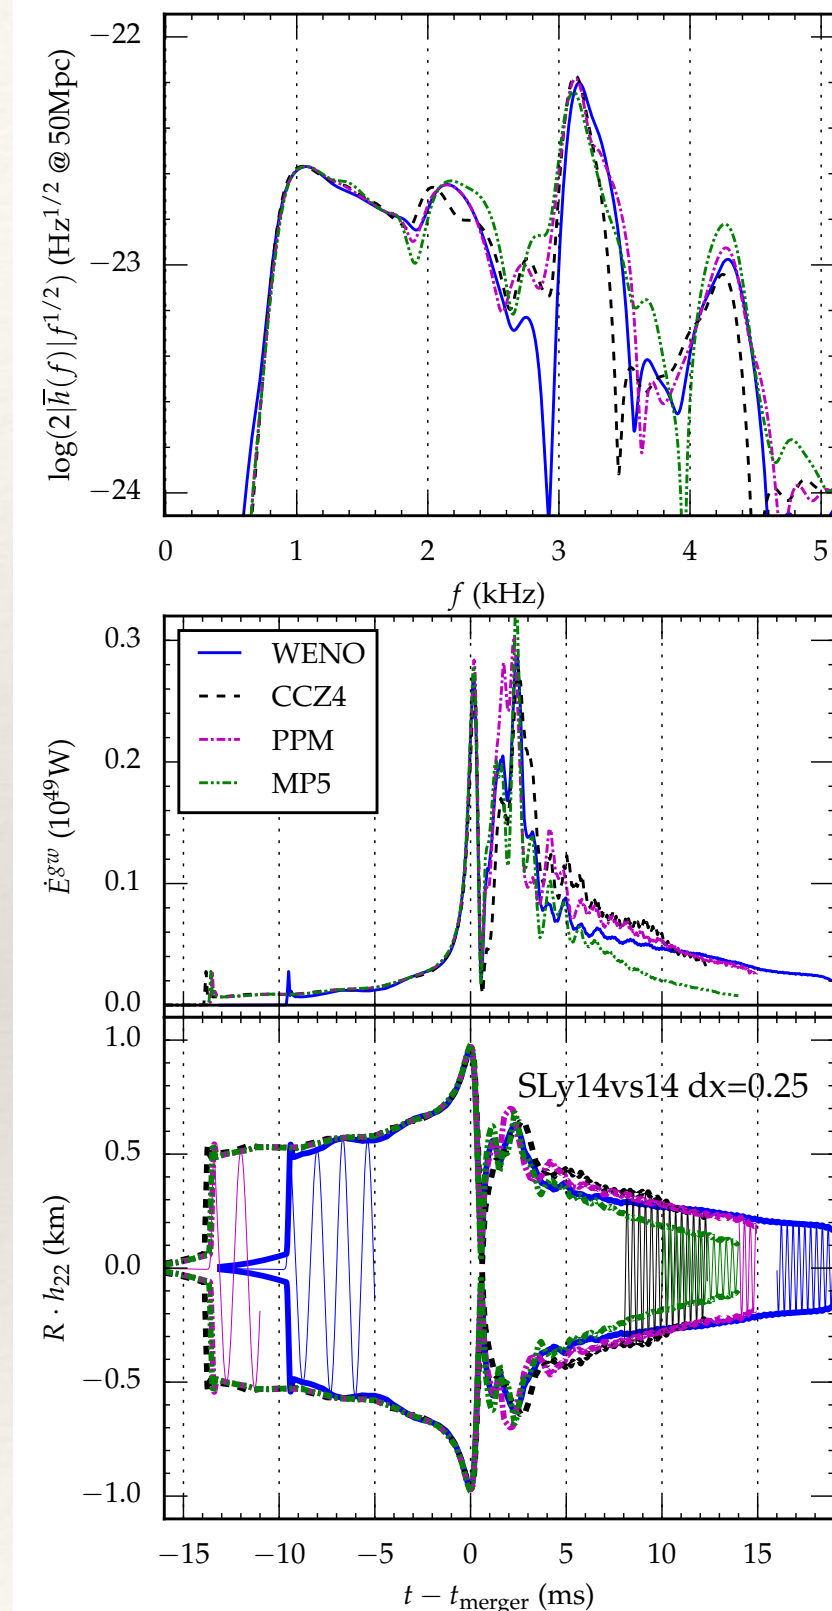 −22
−23
−24
log(2|h̅(f)|f^{1/2}) (Hz^{1/2} @ 50Mpc)
0 1 2 3 4 5
f (kHz)
0.3
0.2
0.1
0.0
Ė^{gw} (10^{49}W)
WENO
CCZ4
PPM
MP5
1.0
0.5
0.0
−0.5
−1.0
R · h_{22} (km)
SLy14vs14 dx=0.25
−15 −10 −5 0 5 10 15
t − t_{merger} (ms)